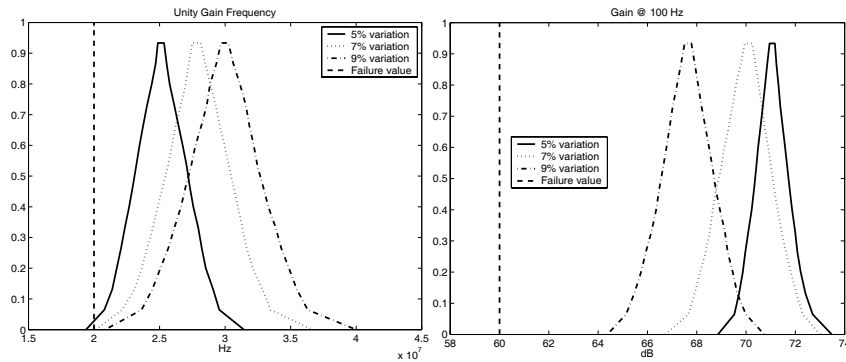 Unity Gain Frequency
1
0.9
0.8
0.7
0.6
0.5
0.4
0.3
0.2
0.1
0
1.5
2
2.5
3
3.5
4
4.5
Hz
x 10^7
5% variation
7% variation
9% variation
Failure value
Gain @ 100 Hz
1
0.9
0.8
0.7
0.6
0.5
0.4
0.3
0.2
0.1
0
58
60
62
64
66
68
70
72
74
dB
5% variation
7% variation
9% variation
Failure value